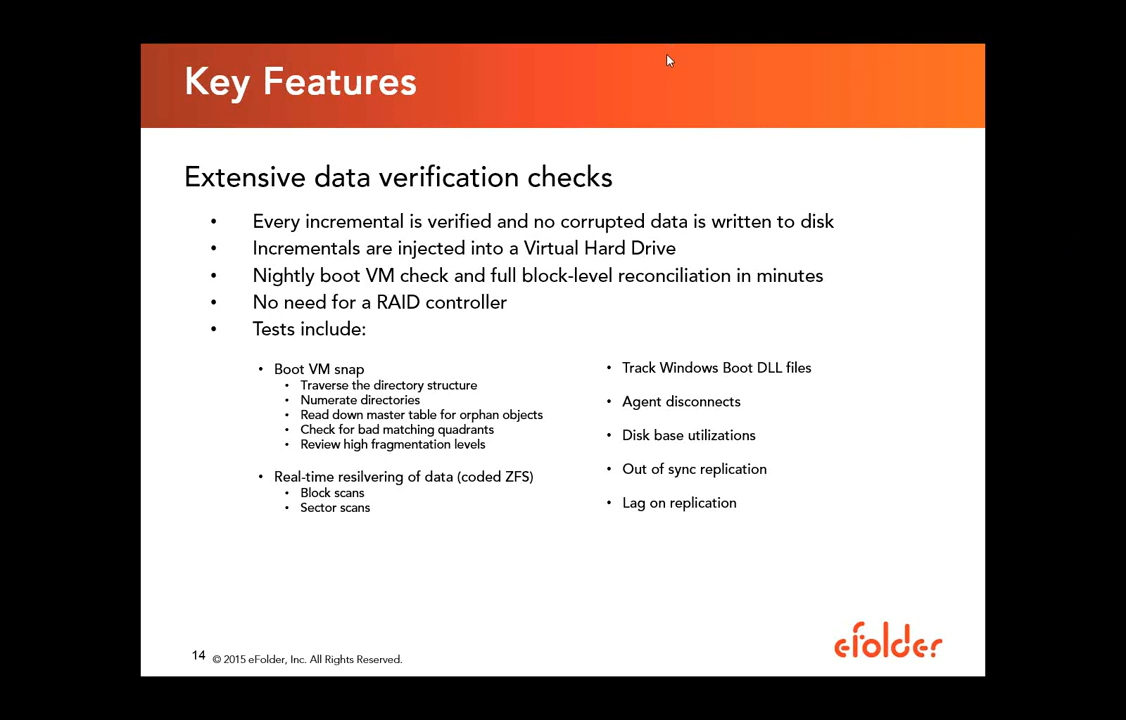 Key Features
Extensive data verification checks
• Every incremental is verified and no corrupted data is written to disk
• Incrementals are injected into a Virtual Hard Drive
• Nightly boot VM check and full block-level reconciliation in minutes
• No need for a RAID controller
• Tests include:
• Boot VM snap
• Traverse the directory structure
• Numerate directories
• Read down master table for orphan objects
• Check for bad matching quadrants
• Review high fragmentation levels
• Real-time resilvering of data (coded ZFS)
• Block scans
• Sector scans
• Track Windows Boot DLL files
• Agent disconnects
• Disk base utilizations
• Out of sync replication
• Lag on replication
14 © 2015 eFolder, Inc. All Rights Reserved.
efolder